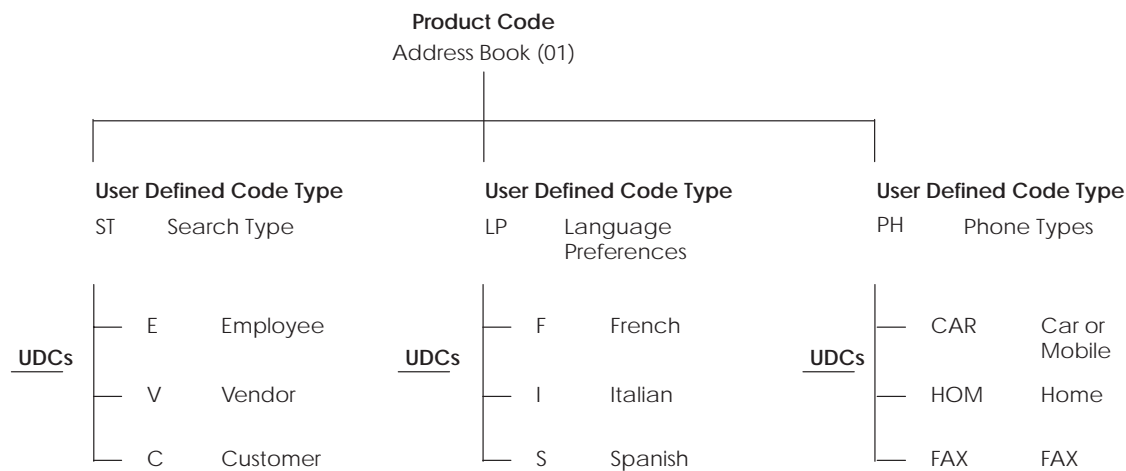 Product Code
Address Book (01)
User Defined Code Type
ST Search Type
UDCs
E Employee
V Vendor
C Customer
User Defined Code Type
LP Language
Preferences
UDCs
F French
I Italian
S Spanish
User Defined Code Type
PH Phone Types
UDCs
CAR Car or
Mobile
HOM Home
FAX FAX